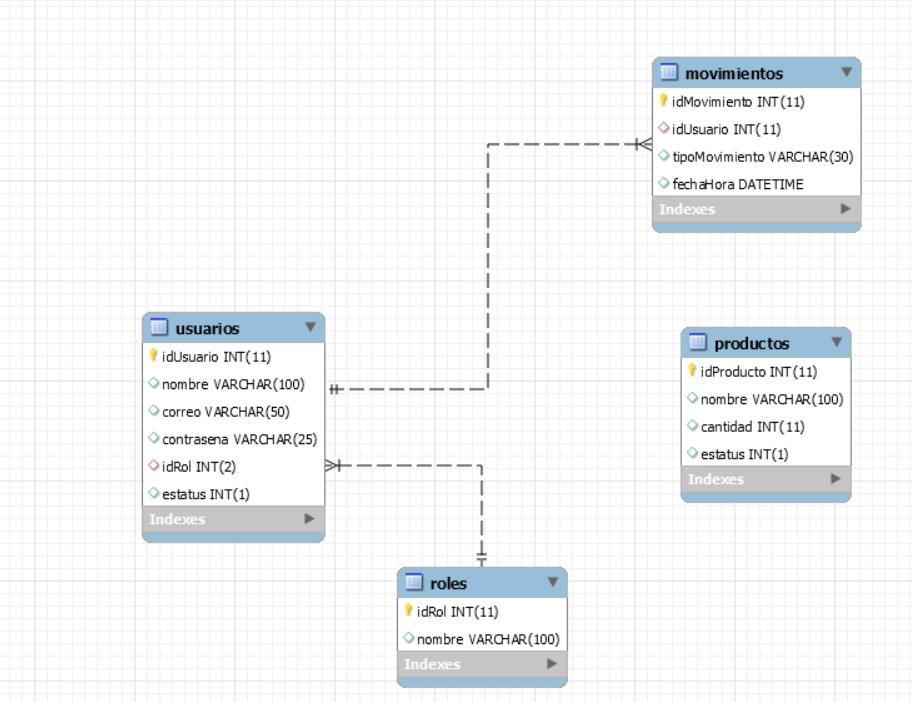 movimientos
idMovimiento INT(11)
idUsuario INT(11)
tipoMovimiento VARCHAR(30)
fechaHora DATETIME
Indexes
usuarios
idUsuario INT(11)
nombre VARCHAR(100)
correo VARCHAR(50)
contrasena VARCHAR(25)
idRol INT(2)
estatus INT(1)
Indexes
productos
idProducto INT(11)
nombre VARCHAR(100)
cantidad INT(11)
estatus INT(1)
Indexes
roles
idRol INT(11)
nombre VARCHAR(100)
Indexes